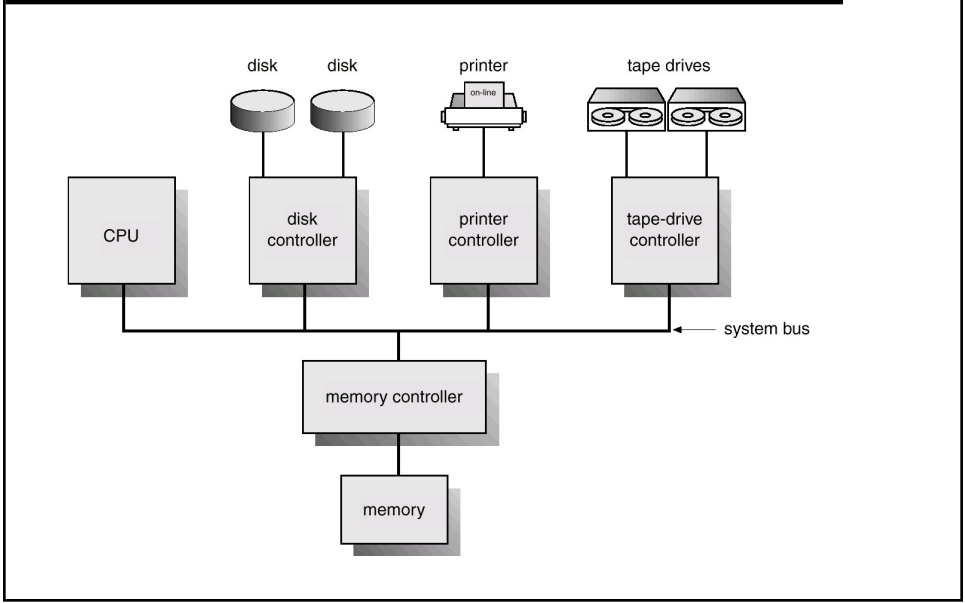 disk
disk
printer
tape drives
on-line
CPU
disk
controller
printer
controller
tape-drive
controller
system bus
memory controller
memory